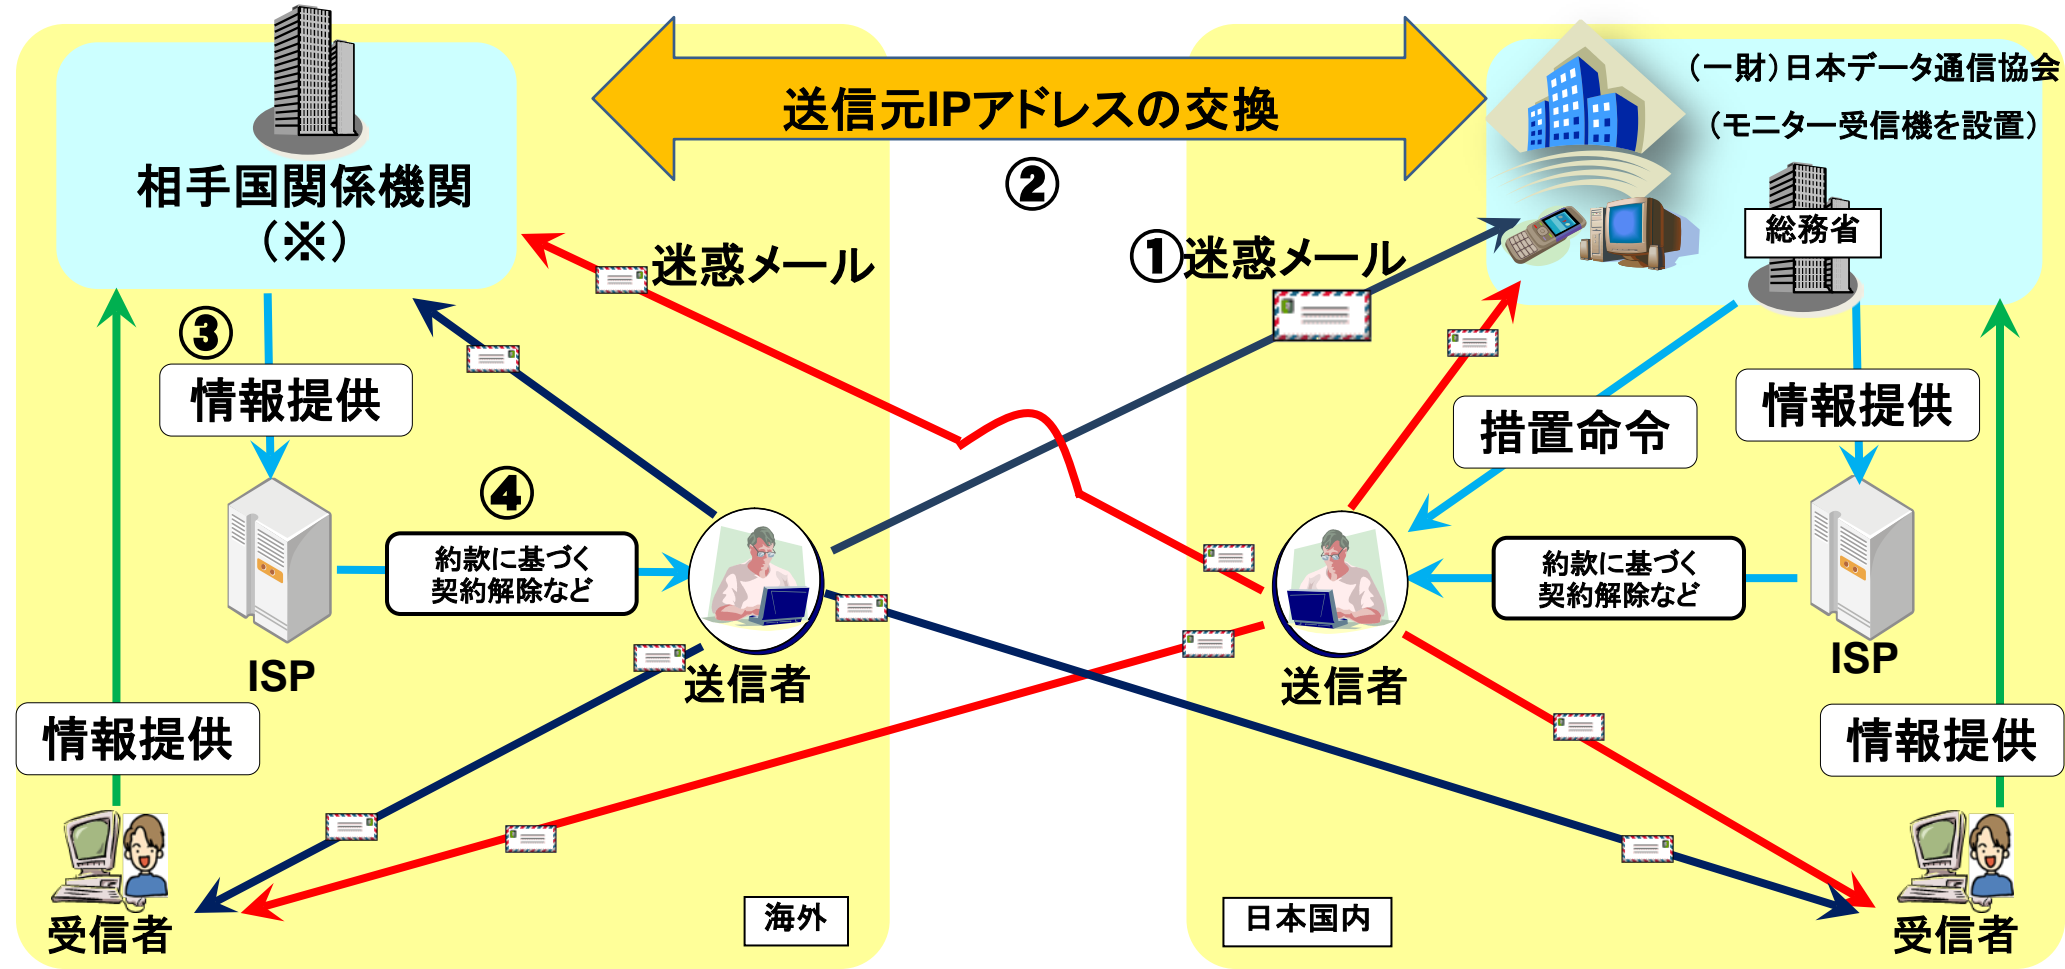 送信元IPアドレスの交換
②
(一財)日本データ通信協会
(モニター受信機を設置)
総務省
相手国関係機関
(※)
迷惑メール
①迷惑メール
③
情報提供
措置命令
情報提供
④
約款に基づく
契約解除など
約款に基づく
契約解除など
ISP
送信者
送信者
ISP
情報提供
情報提供
受信者
海外
日本国内
受信者